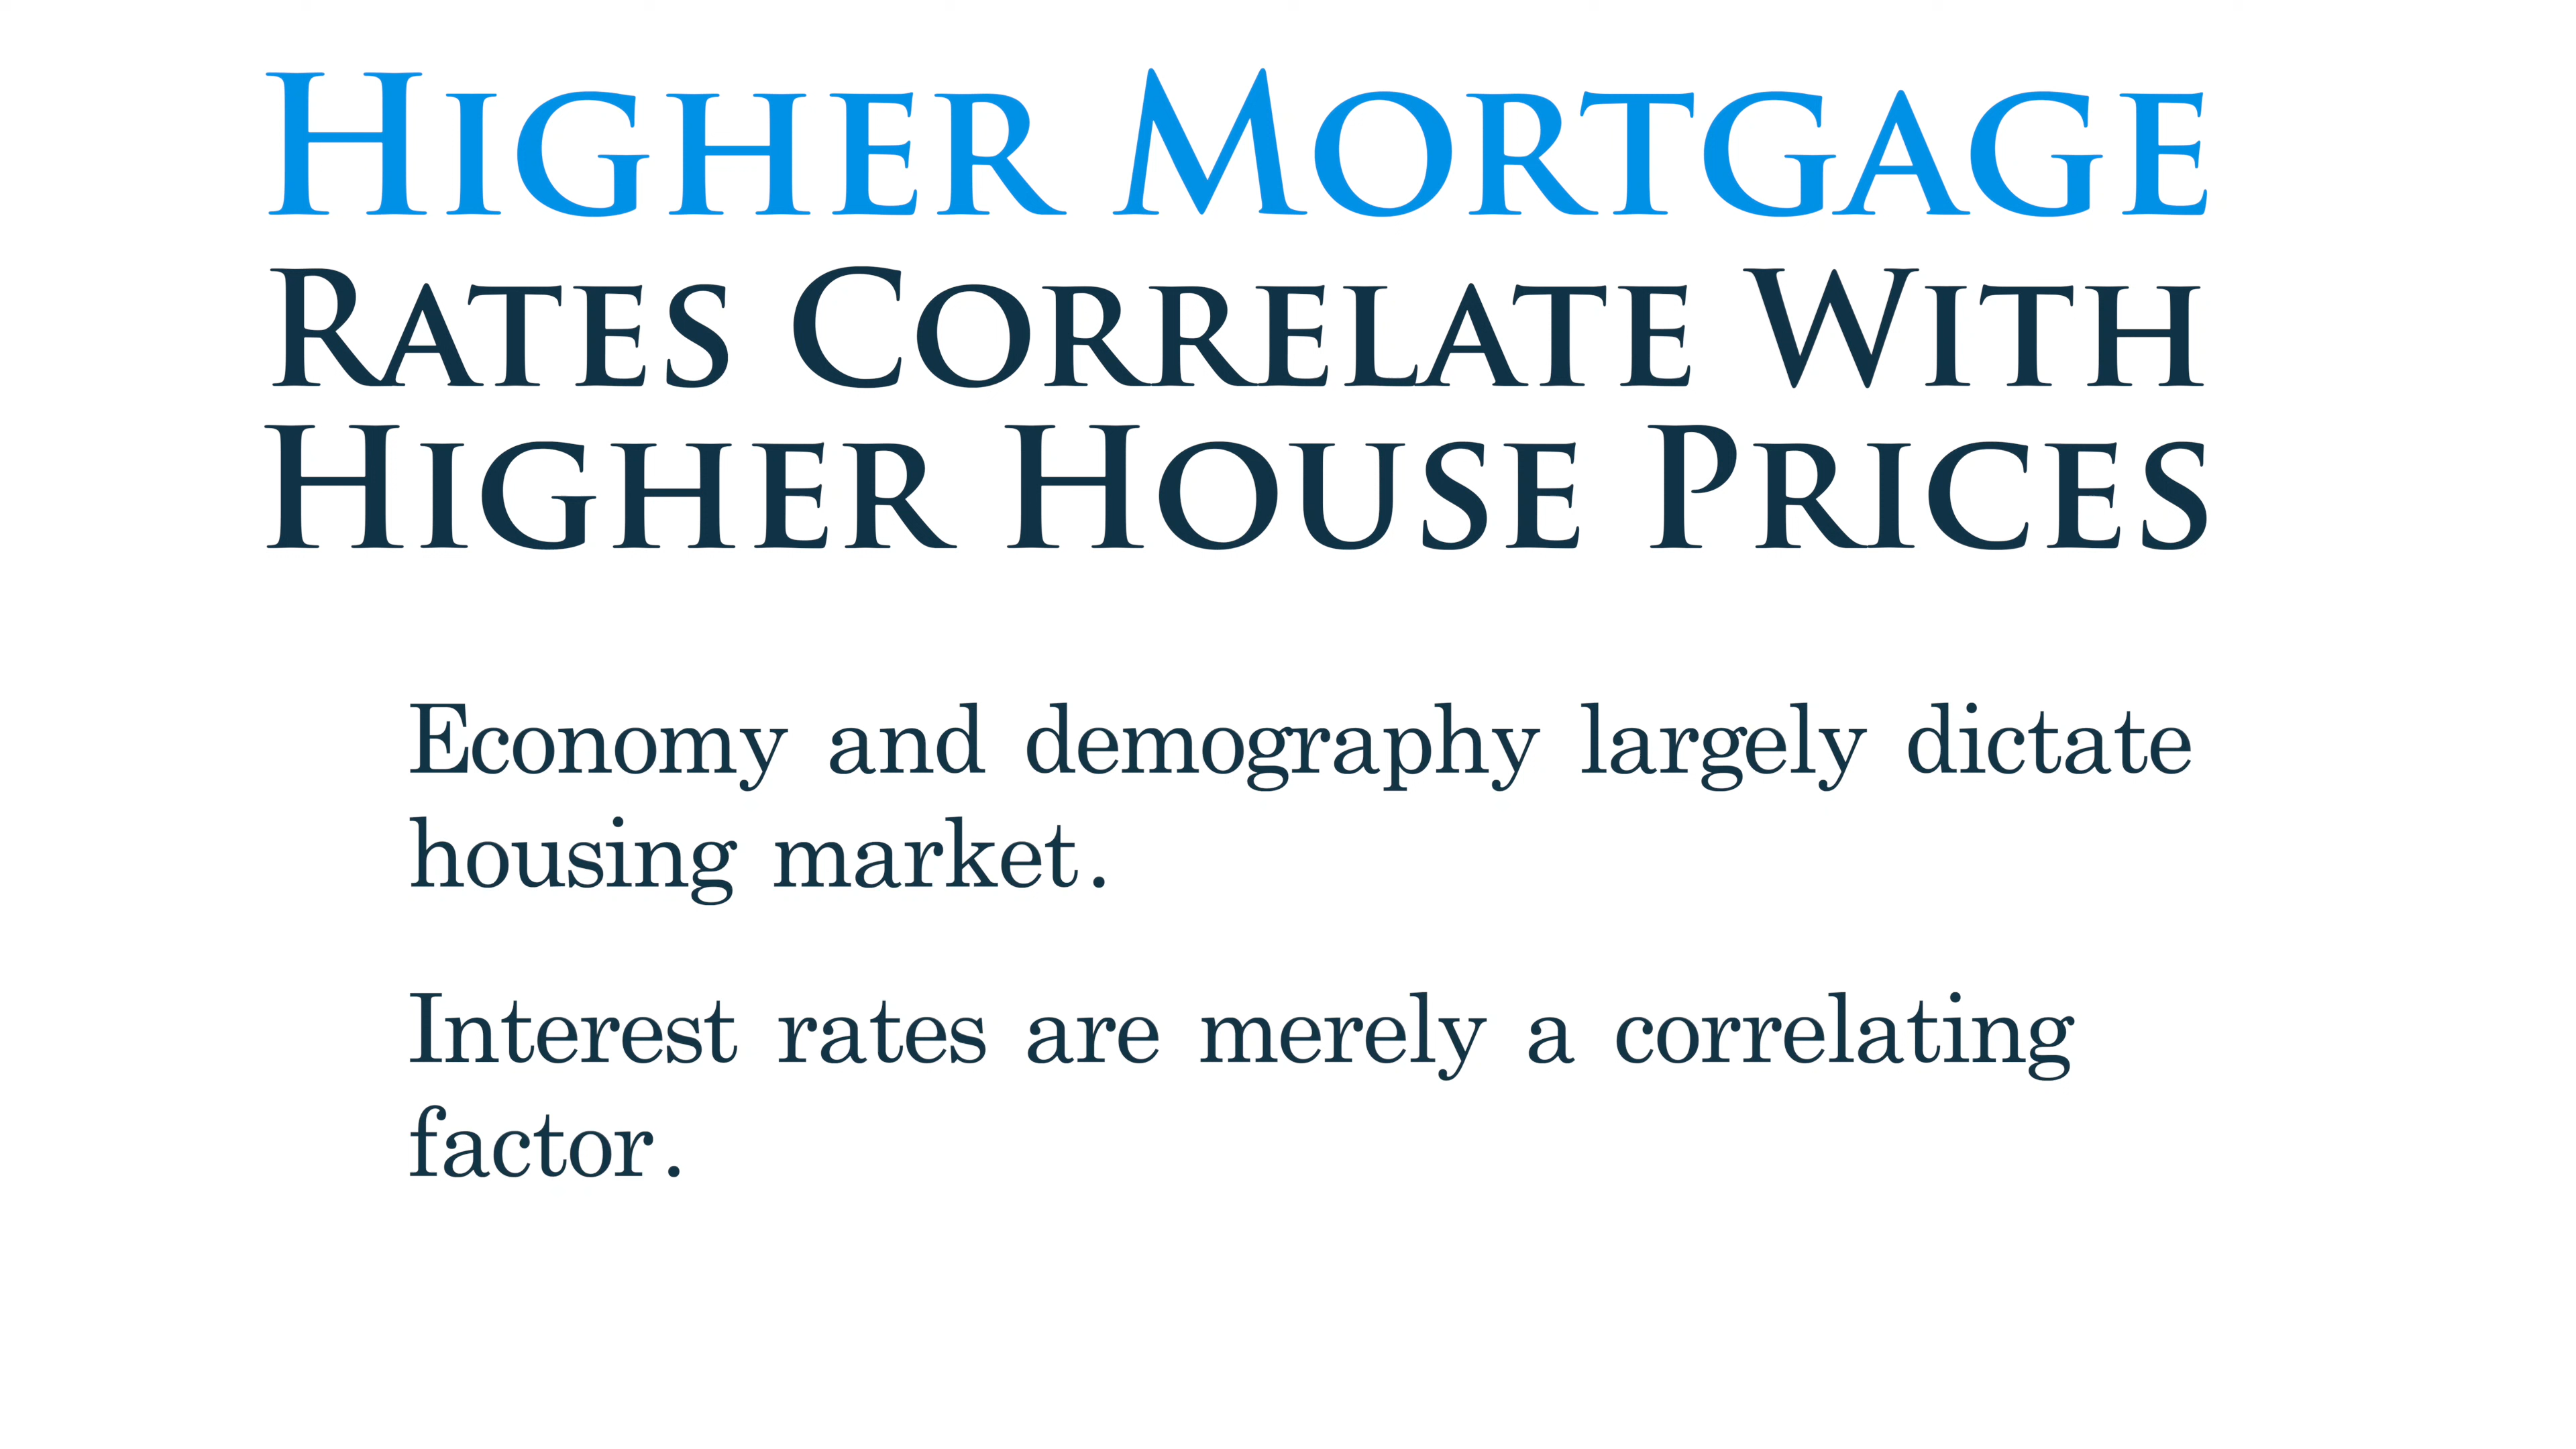 Higher Mortgage
Rates Correlate With
Higher House Prices
Economy and demography largely dictate
housing market.
Interest rates are merely a correlating
factor.